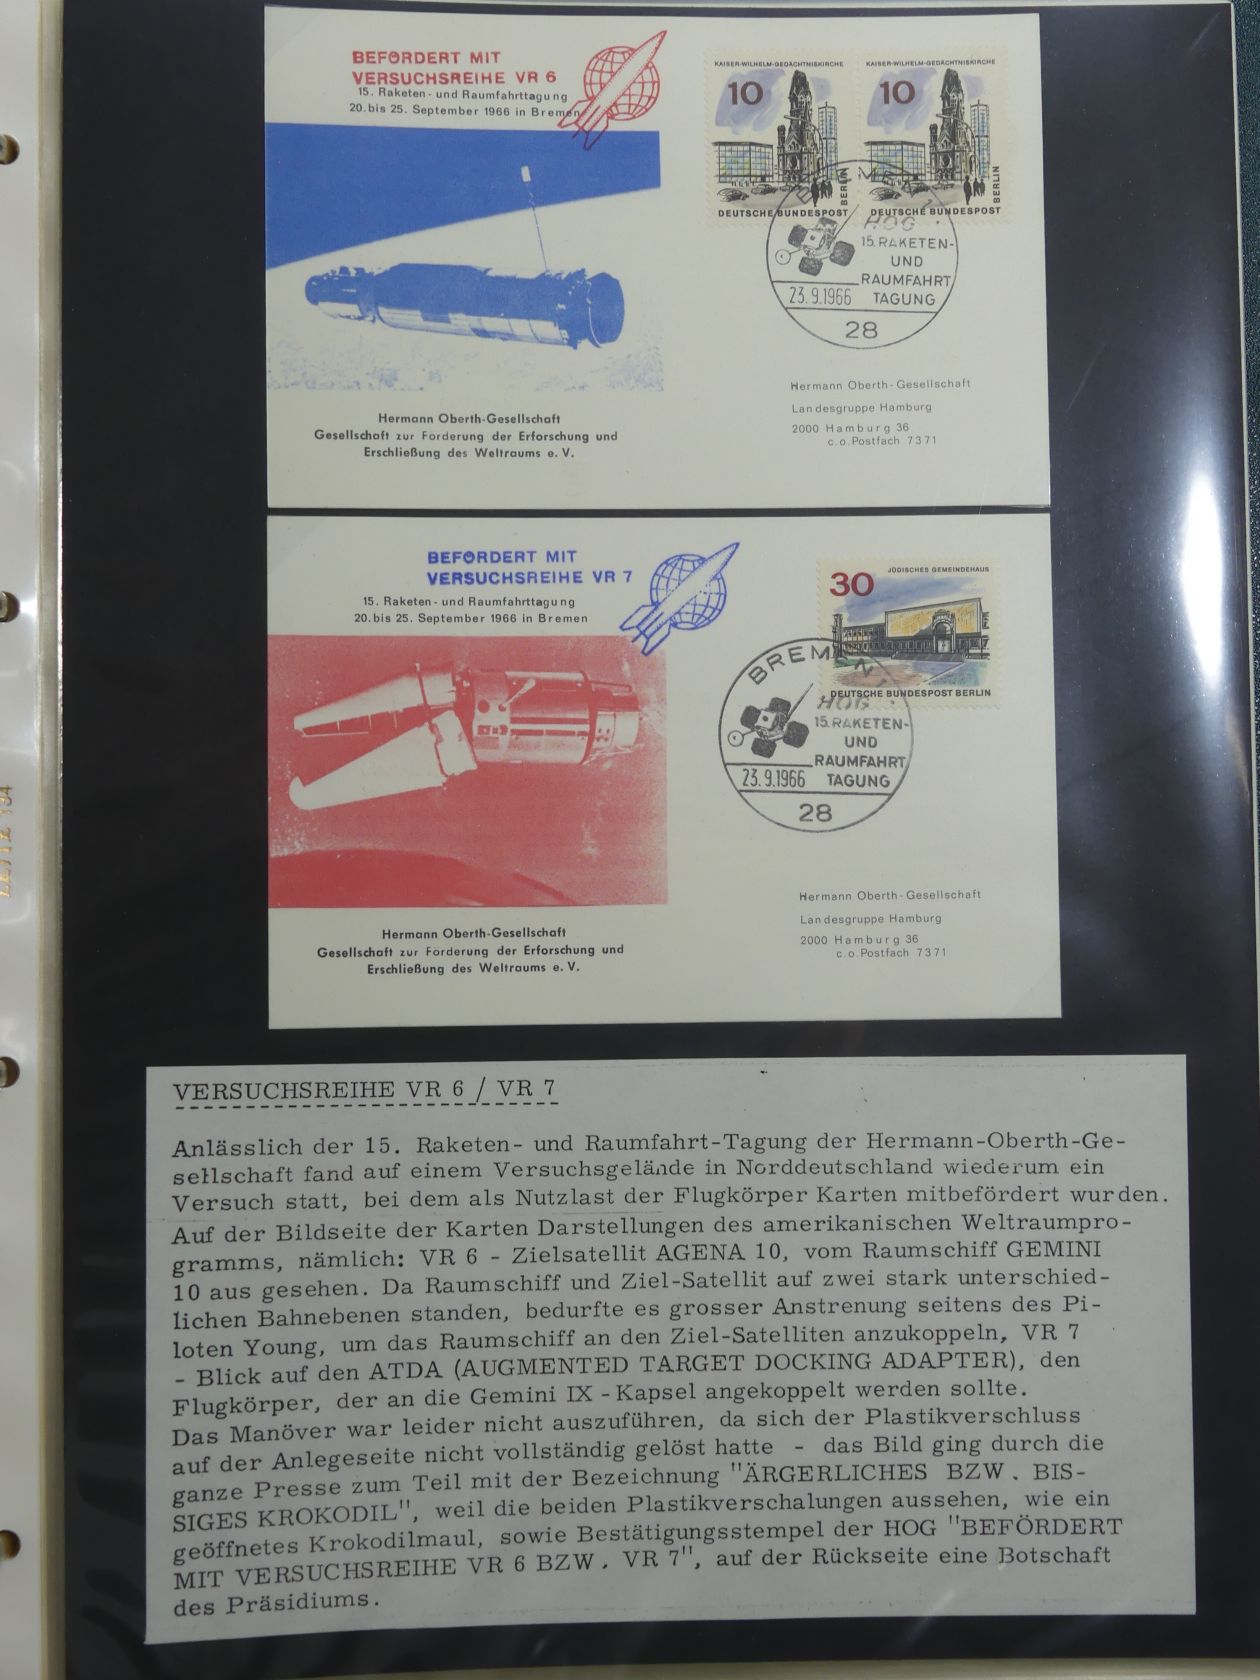 BEFÖRDERT MIT
VERSUCHSREIHE VR 6
15. Raketen- und Raumfahrttagung
20. bis 25. September 1966 in Bremen
KAISER-WILHELM-GEDÄCHTNISKIRCHE
10
BERLIN
DEUTSCHE BUNDESPOST
KAISER-WILHELM-GEDÄCHTNISKIRCHE
10
BERLIN
DEUTSCHE BUNDESPOST
BREMEN 1
HOG
15. RAKETEN-
UND
RAUMFAHRT
23.9.1966 TAGUNG
28
Hermann Oberth-Gesellschaft
Gesellschaft zur Förderung der Erforschung und
Erschließung des Weltraums e. V.
Hermann Oberth-Gesellschaft
Landesgruppe Hamburg
2000 Hamburg 36
c.o. Postfach 7371
BEFÖRDERT MIT
VERSUCHSREIHE VR 7
15. Raketen- und Raumfahrttagung
20. bis 25. September 1966 in Bremen
JÜDISCHES GEMEINDEHAUS
30
DEUTSCHE BUNDESPOST BERLIN
BREMEN 1
HOG
15. RAKETEN-
UND
RAUMFAHRT
23.9.1966 TAGUNG
28
Hermann Oberth-Gesellschaft
Gesellschaft zur Förderung der Erforschung und
Erschließung des Weltraums e. V.
Hermann Oberth-Gesellschaft
Landesgruppe Hamburg
2000 Hamburg 36
c.o. Postfach 7371
VERSUCHSREIHE VR 6 / VR 7
Anlässlich der 15. Raketen- und Raumfahrt-Tagung der Hermann-Oberth-Ge-
sellschaft fand auf einem Versuchsgelände in Norddeutschland wiederum ein
Versuch statt, bei dem als Nutzlast der Flugkörper Karten mitbefördert wurden.
Auf der Bildseite der Karten Darstellungen des amerikanischen Weltraumpro-
gramms, nämlich: VR 6 - Zielsatellit AGENA 10, vom Raumschiff GEMINI
10 aus gesehen. Da Raumschiff und Ziel-Satellit auf zwei stark unterschied-
lichen Bahnebenen standen, bedurfte es grosser Anstrenung seitens des Pi-
loten Young, um das Raumschiff an den Ziel-Satelliten anzukoppeln, VR 7
- Blick auf den ATDA (AUGMENTED TARGET DOCKING ADAPTER), den
Flugkörper, der an die Gemini IX - Kapsel angekoppelt werden sollte.
Das Manöver war leider nicht auszuführen, da sich der Plastikverschluss
auf der Anlegeseite nicht vollständig gelöst hatte - das Bild ging durch die
ganze Presse zum Teil mit der Bezeichnung "ÄRGERLICHES BZW. BIS-
SIGES KROKODIL", weil die beiden Plastikverschalungen aussehen, wie ein
geöffnetes Krokodilmaul, sowie Bestätigungsstempel der HOG "BEFÖRDERT
MIT VERSUCHSREIHE VR 6 BZW. VR 7", auf der Rückseite eine Botschaft
des Präsidiums.